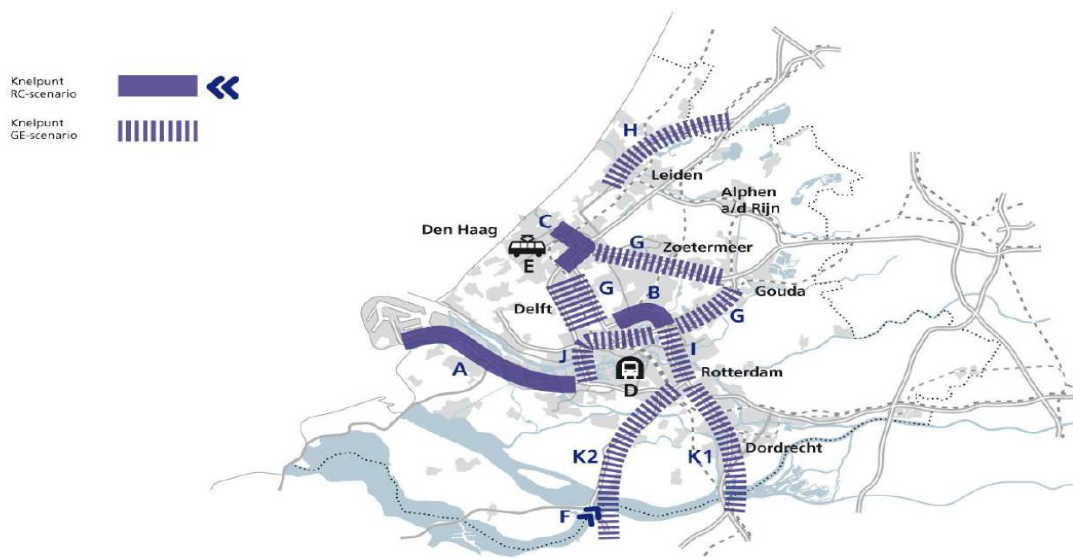 Knelpunt
RC-scenario
Knelpunt
GE-scenario
H
Leiden
Alphen
a/d Rijn
C
Den Haag
G
Zoetermeer
E
G
B
Gouda
Delft
G
J
I
A
Rotterdam
D
Dordrecht
K2
K1
F